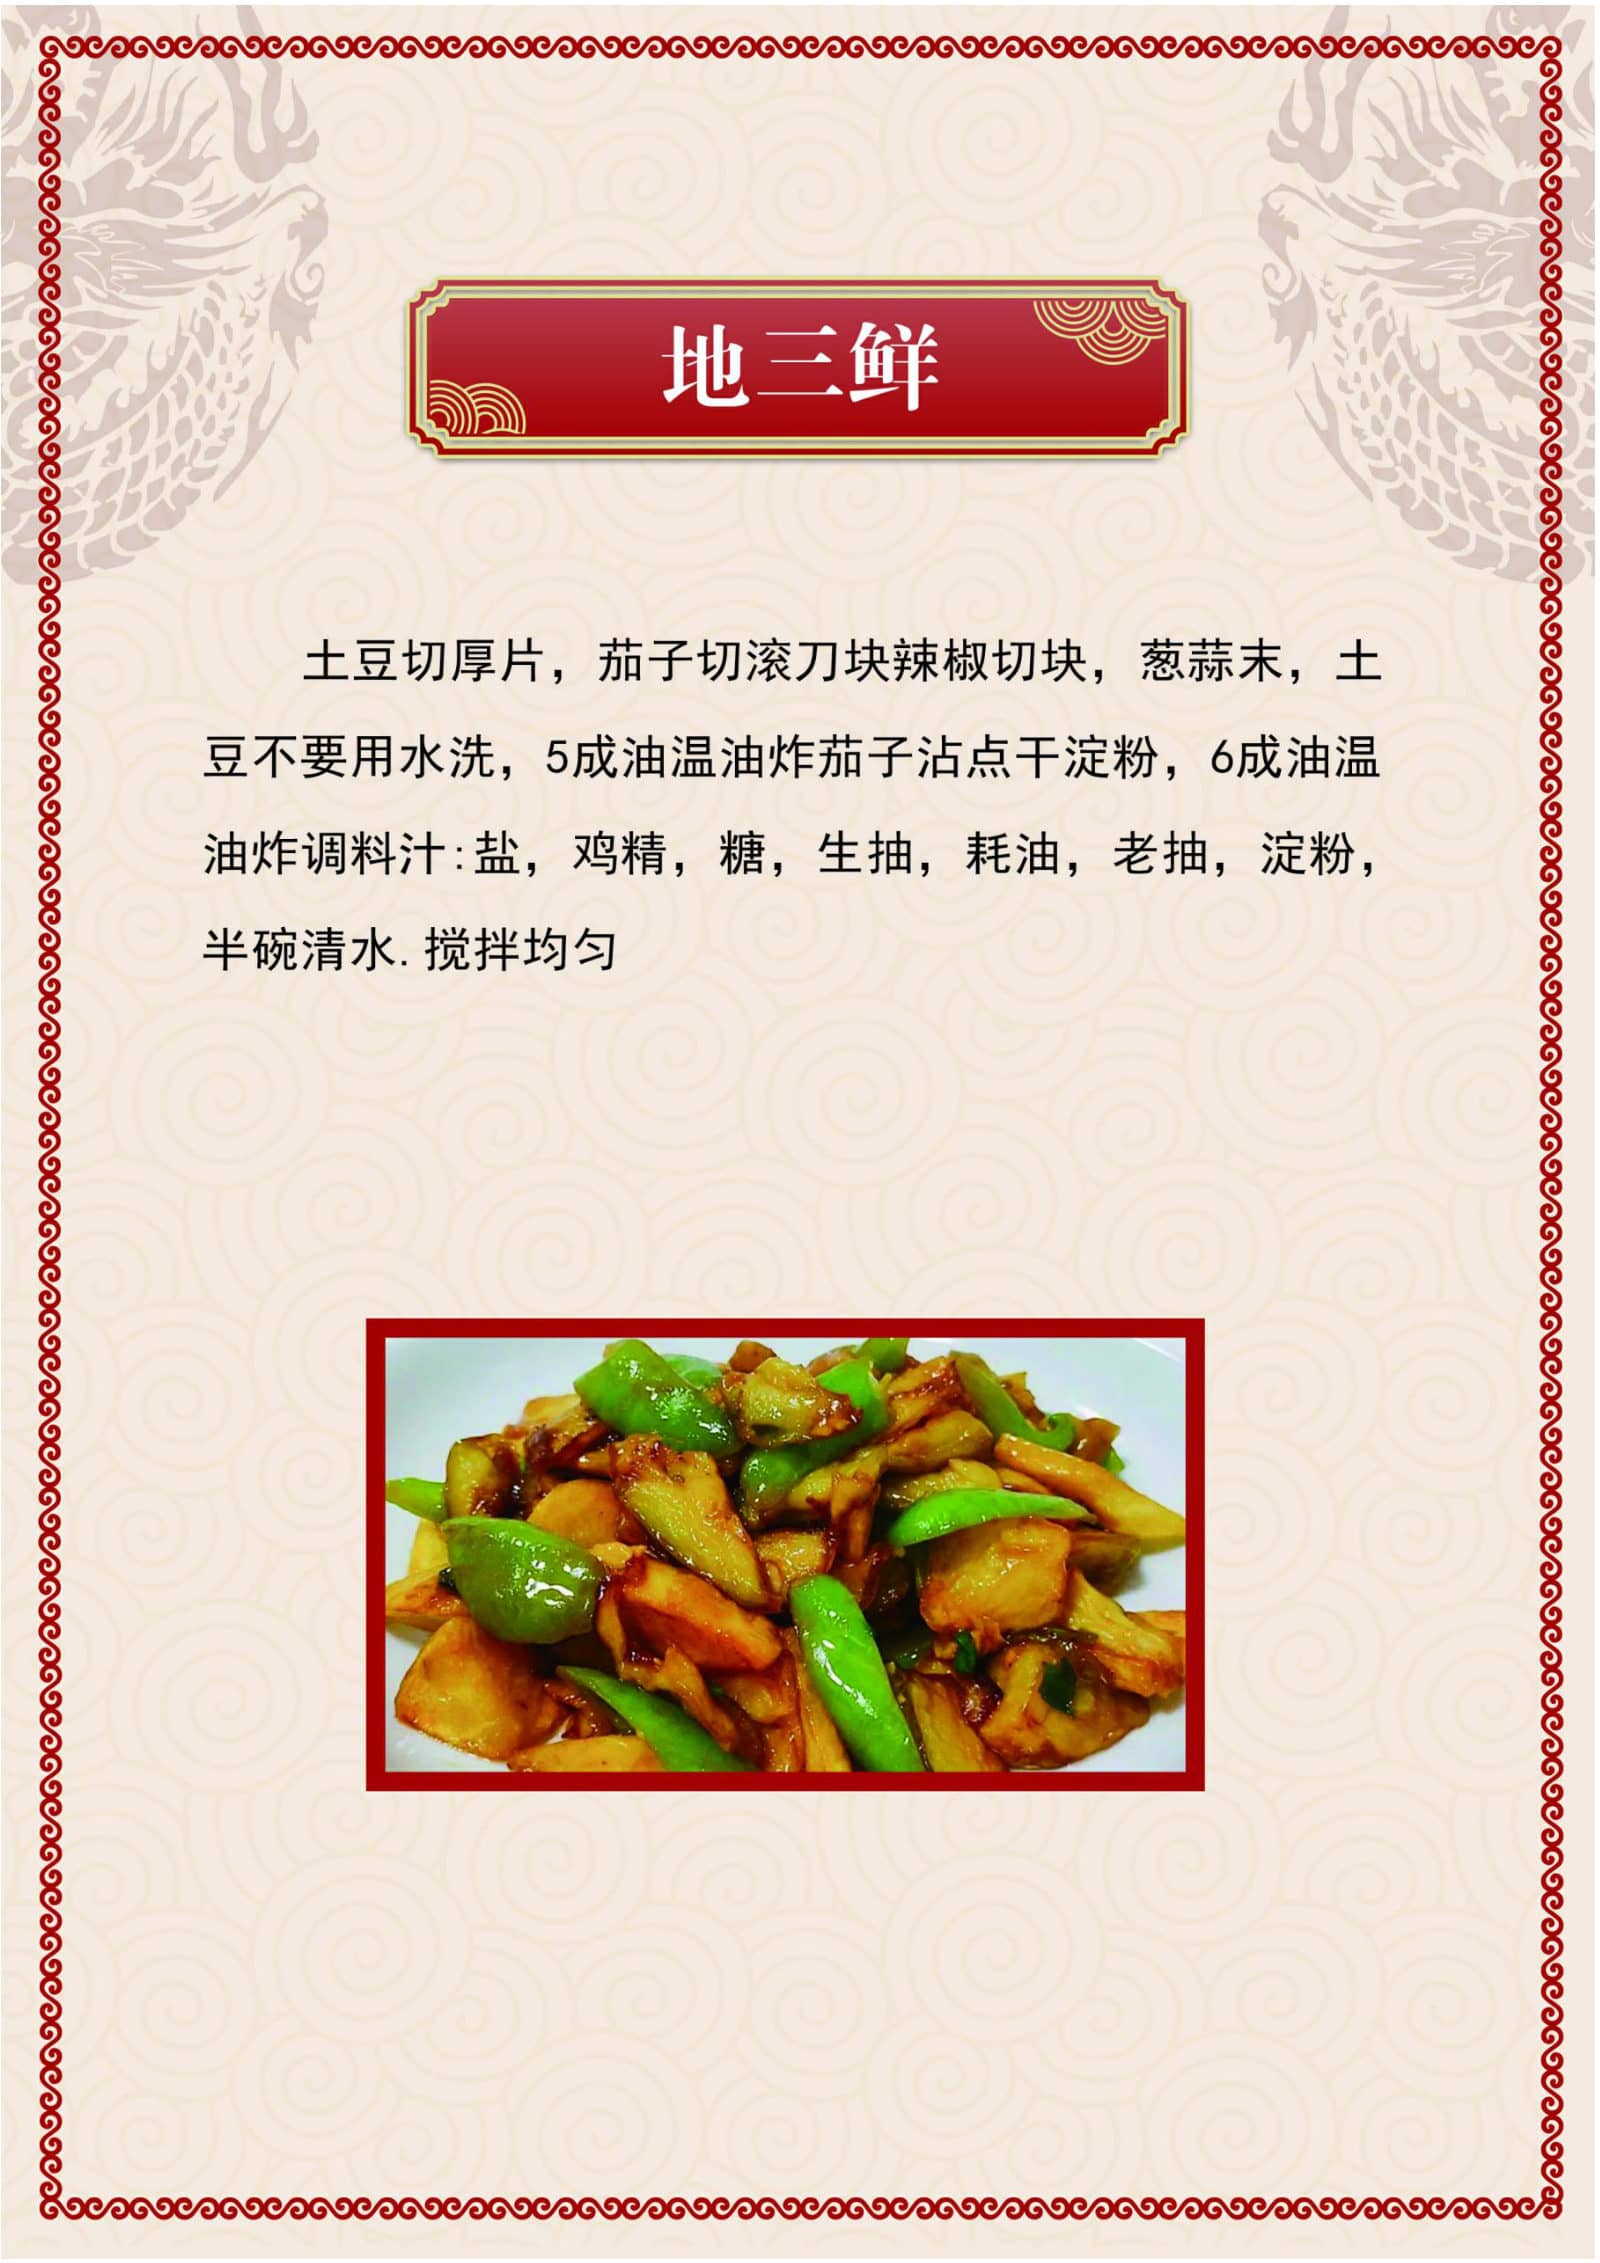 地三鲜
土豆切厚片，茄子切滚刀块辣椒切块，葱蒜末，土
豆不要用水洗，5成油温油炸茄子沾点干淀粉，6成油温
油炸调料汁:盐，鸡精，糖，生抽，耗油，老抽，淀粉，
半碗清水.搅拌均匀